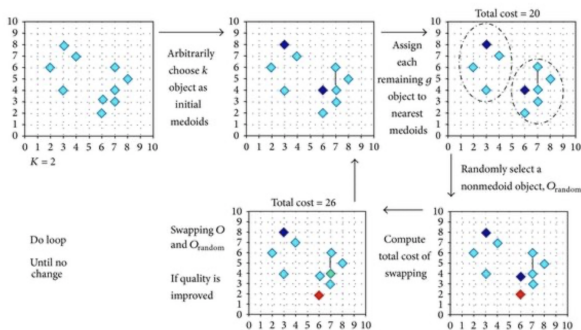 Total cost = 20
10
9
8
7
6
5
4
3
2
1
0
0 1 2 3 4 5 6 7 8 9 10
K = 2
Arbitrarily
choose k
object as
initial
medoids
10
9
8
7
6
5
4
3
2
1
0
0 1 2 3 4 5 6 7 8 9 10
Assign
each
remaining g
object to
nearest
medoids
10
9
8
7
6
5
4
3
2
1
0
0 1 2 3 4 5 6 7 8 9 10
Randomly select a
nonmedoid object, Orandom
Do loop
Until no
change
Swapping O
and Orandom
If quality is
improved
Total cost = 26
10
9
8
7
6
5
4
3
2
1
0
0 1 2 3 4 5 6 7 8 9 10
Compute
total cost of
swapping
10
9
8
7
6
5
4
3
2
1
0
0 1 2 3 4 5 6 7 8 9 10